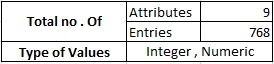 Total no . Of Attributes 9
Entries 768
Type of Values Integer , Numeric